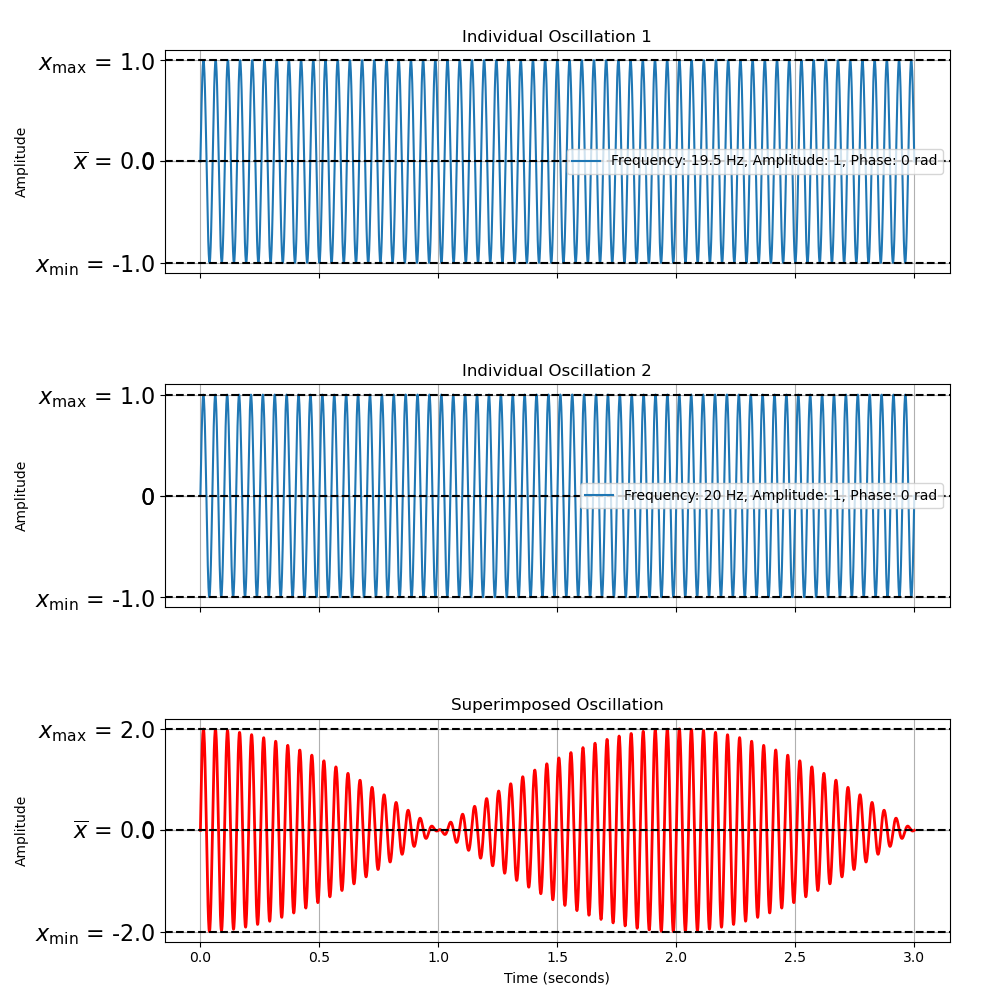 Individual Oscillation 1
x_max = 1.0
x̅ = 0.0
0
x_min = -1.0
Amplitude
Frequency: 19.5 Hz, Amplitude: 1, Phase: 0 rad
Individual Oscillation 2
x_max = 1.0
0
x_min = -1.0
Amplitude
Frequency: 20 Hz, Amplitude: 1, Phase: 0 rad
Superimposed Oscillation
x_max = 2.0
x̅ = 0.0
0
x_min = -2.0
Amplitude
0.0 0.5 1.0 1.5 2.0 2.5 3.0
Time (seconds)